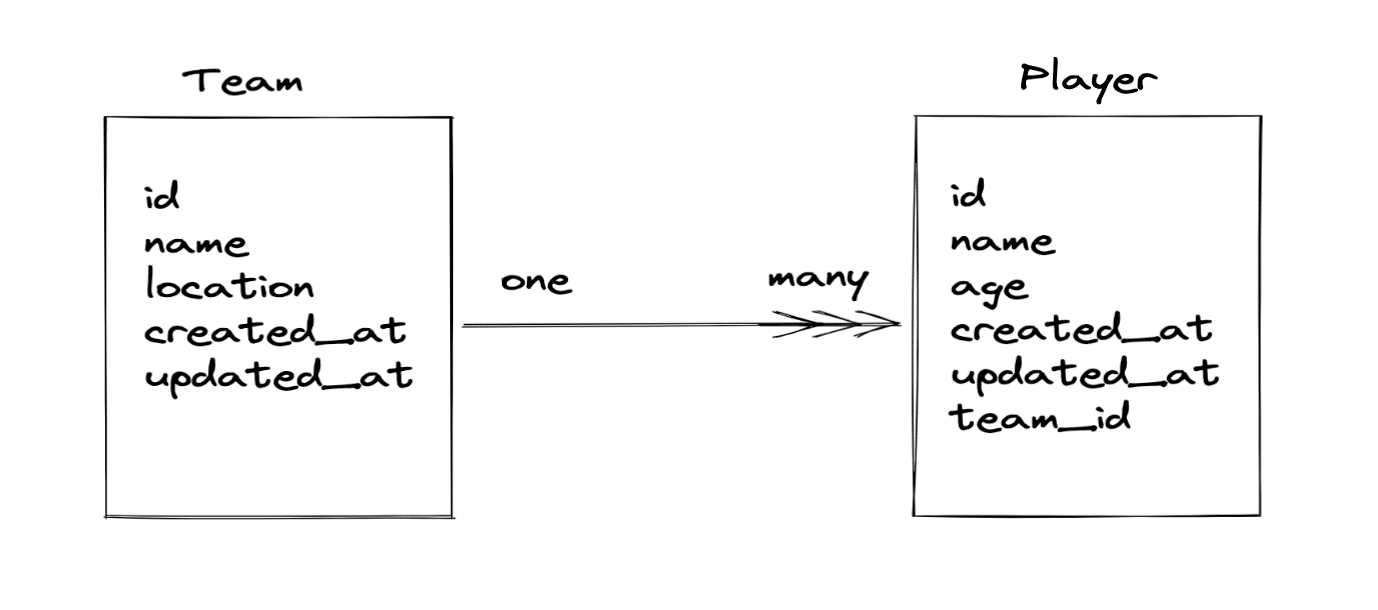 Team
id
name
location
created_at
updated_at
one
many
Player
id
name
age
created_at
updated_at
team_id